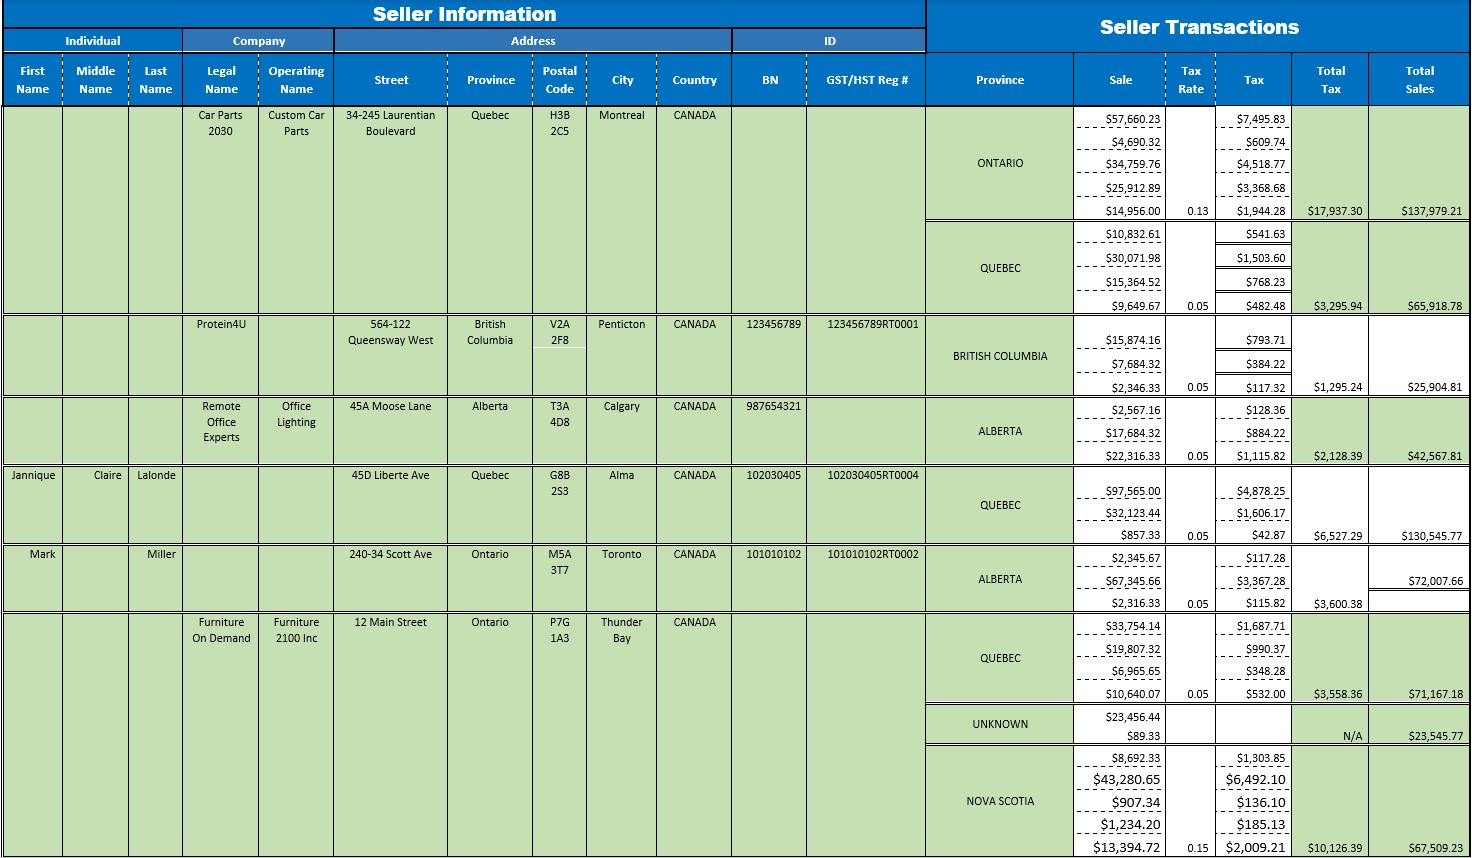 Seller Information
Seller Transactions
Individual Company Address ID
First Name Middle Name Last Name Legal Name Operating Name Street Province Postal Code City Country BN GST/HST Reg # Province Sale Tax Rate Tax Total Tax Total Sales
Car Parts 2030 Custom Car Parts 34-245 Laurentian Boulevard Quebec H3B 2C5 Montreal CANADA
ONTARIO
$57,660.23 $7,495.83
$4,690.32 $609.74
$34,759.76 $4,518.77
$25,912.89 $3,368.68
$14,956.00 0.13 $1,944.28 $17,937.30 $137,979.21
QUEBEC
$10,832.61 $541.63
$30,071.98 $1,503.60
$15,364.52 $768.23
$9,649.67 0.05 $482.48 $3,295.94 $65,918.78
Protein4U 564-122 Queensway West British Columbia V2A 2F8 Penticton CANADA 123456789 123456789RT0001
BRITISH COLUMBIA
$15,874.16 $793.71
$7,684.32 $384.22
$2,346.33 0.05 $117.32 $1,295.24 $25,904.81
Remote Office Experts Office Lighting 45A Moose Lane Alberta T3A 4D8 Calgary CANADA 987654321
ALBERTA
$2,567.16 $128.36
$17,684.32 $884.22
$22,316.33 0.05 $1,115.82 $2,128.39 $42,567.81
Jannique Claire Lalonde 45D Liberte Ave Quebec G8B 2S3 Alma CANADA 102030405 102030405RT0004
QUEBEC
$97,565.00 $4,878.25
$32,123.44 $1,606.17
$857.33 0.05 $42.87 $6,527.29 $130,545.77
Mark Miller 240-34 Scott Ave Ontario M5A 3T7 Toronto CANADA 101010102 101010102RT0002
ALBERTA
$2,345.67 $117.28
$67,345.66 $3,367.28 $72,007.66
$2,316.33 0.05 $115.82 $3,600.38
Furniture On Demand Furniture 2100 Inc 12 Main Street Ontario P7G 1A3 Thunder Bay CANADA
QUEBEC
$33,754.14 $1,687.71
$19,807.32 $990.37
$6,965.65 $348.28
$10,640.07 0.05 $532.00 $3,558.36 $71,167.18
UNKNOWN
$23,456.44
$89.33 N/A $23,545.77
NOVA SCOTIA
$8,692.33 $1,303.85
$43,280.65 $6,492.10
$907.34 $136.10
$1,234.20 $185.13
$13,394.72 0.15 $2,009.21 $10,126.39 $67,509.23